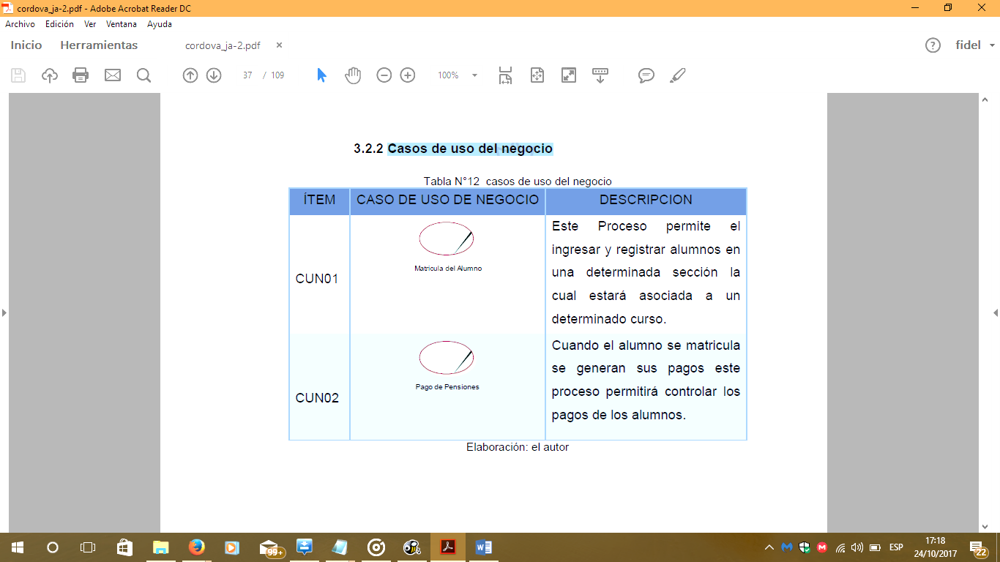 cordova_ja-2.pdf - Adobe Acrobat Reader DC
Archivo Edición Ver Ventana Ayuda
Inicio Herramientas cordova_ja-2.pdf × ? fidel
37 / 109 100%
3.2.2 Casos de uso del negocio
Tabla N°12 casos de uso del negocio
ÍTEM CASO DE USO DE NEGOCIO DESCRIPCION
CUN01
Matricula del Alumno
Este Proceso permite el
ingresar y registrar alumnos en
una determinada sección la
cual estará asociada a un
determinado curso.
CUN02
Pago de Pensiones
Cuando el alumno se matricula
se generan sus pagos este
proceso permitirá controlar los
pagos de los alumnos.
Elaboración: el autor
99+
ESP
17:18
24/10/2017
22